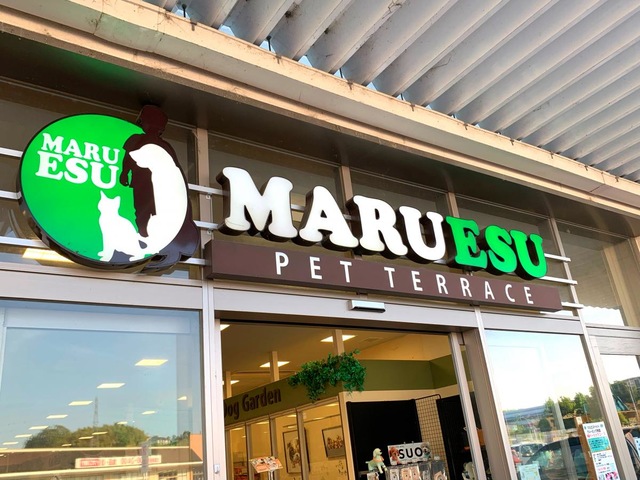 MARU
ESU
MARUESU
PET TERRACE
Dog Garden
SUO